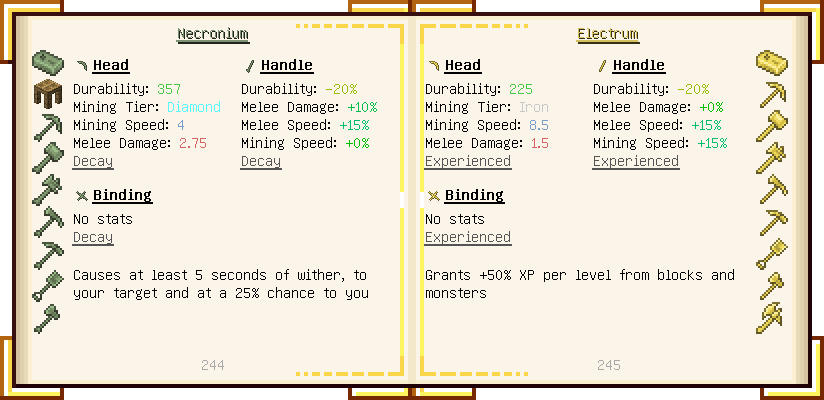 Necronium
Head
Durability: 357
Mining Tier: Diamond
Mining Speed: 4
Melee Damage: 2.75
Decay
Handle
Durability: -20%
Melee Damage: +10%
Melee Speed: +15%
Mining Speed: +0%
Decay
Binding
No stats
Decay
Causes at least 5 seconds of wither, to
your target and at a 25% chance to you
244
Electrum
Head
Durability: 225
Mining Tier: Iron
Mining Speed: 8.5
Melee Damage: 1.5
Experienced
Handle
Durability: -20%
Melee Damage: +0%
Melee Speed: +15%
Mining Speed: +15%
Experienced
Binding
No stats
Experienced
Grants +50% XP per level from blocks and
monsters
245